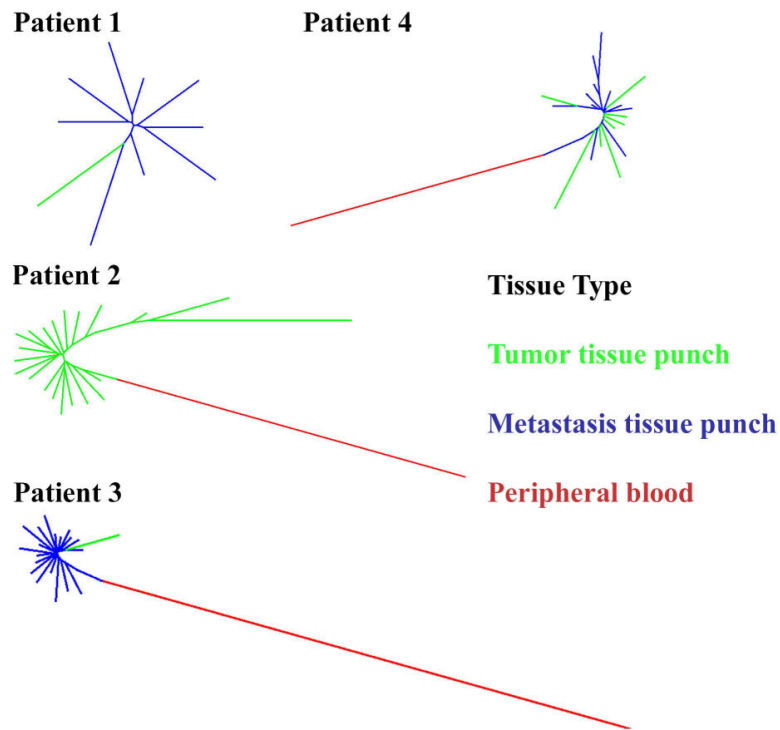 Patient 1
Patient 4
Patient 2
Tissue Type
Tumor tissue punch
Metastasis tissue punch
Peripheral blood
Patient 3